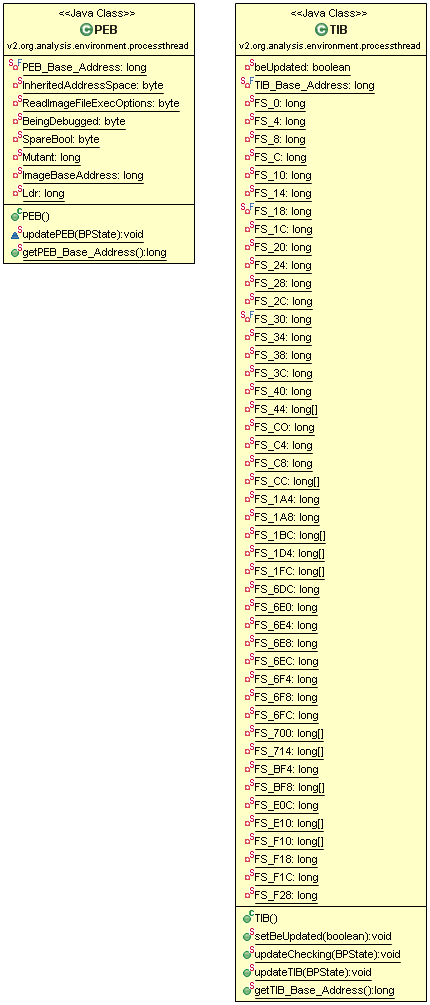 <<Java Class>>
PEB
v2.org.analysis.environment.processthread
PEB_Base_Address: long
InheritedAddressSpace: byte
ReadImageFileExecOptions: byte
BeingDebugged: byte
SpareBool: byte
Mutant: long
ImageBaseAddress: long
Ldr: long
PEB()
updatePEB(BPState):void
getPEB_Base_Address():long
<<Java Class>>
TIB
v2.org.analysis.environment.processthread
beUpdated: boolean
TIB_Base_Address: long
FS_0: long
FS_4: long
FS_8: long
FS_C: long
FS_10: long
FS_14: long
FS_18: long
FS_1C: long
FS_20: long
FS_24: long
FS_28: long
FS_2C: long
FS_30: long
FS_34: long
FS_38: long
FS_3C: long
FS_40: long
FS_44: long[]
FS_CO: long
FS_C4: long
FS_C8: long
FS_CC: long[]
FS_1A4: long
FS_1A8: long
FS_1BC: long[]
FS_1D4: long[]
FS_1FC: long[]
FS_6DC: long
FS_6E0: long
FS_6E4: long
FS_6E8: long
FS_6EC: long
FS_6F4: long
FS_6F8: long
FS_6FC: long
FS_700: long[]
FS_714: long[]
FS_BF4: long
FS_BF8: long[]
FS_E0C: long
FS_E10: long[]
FS_F10: long[]
FS_F18: long
FS_F1C: long
FS_F28: long
TIB()
setBeUpdated(boolean):void
updateChecking(BPState):void
updateTIB(BPState):void
getTIB_Base_Address():long